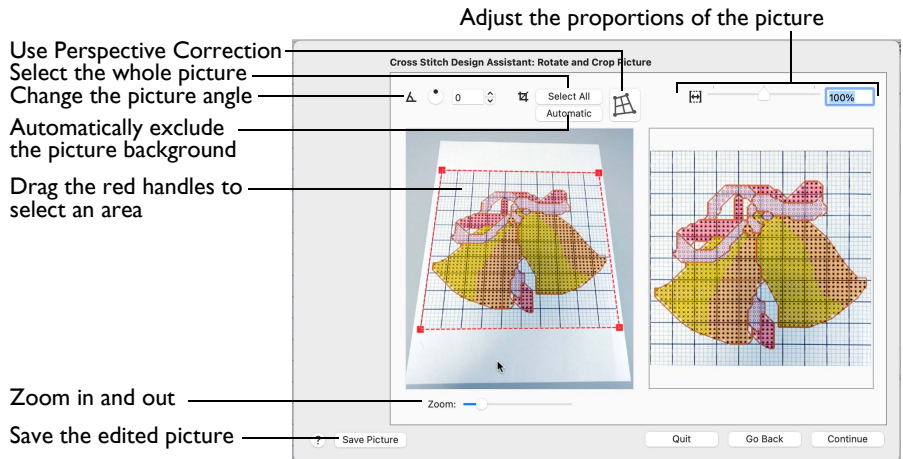 Adjust the proportions of the picture
Use Perspective Correction
Select the whole picture
Change the picture angle
Automatically exclude
the picture background
Drag the red handles to
select an area
Zoom in and out
Save the edited picture
Cross Stitch Design Assistant: Rotate and Crop Picture
0
Select All
Automatic
100%
Zoom:
?
Save Picture
Quit
Go Back
Continue